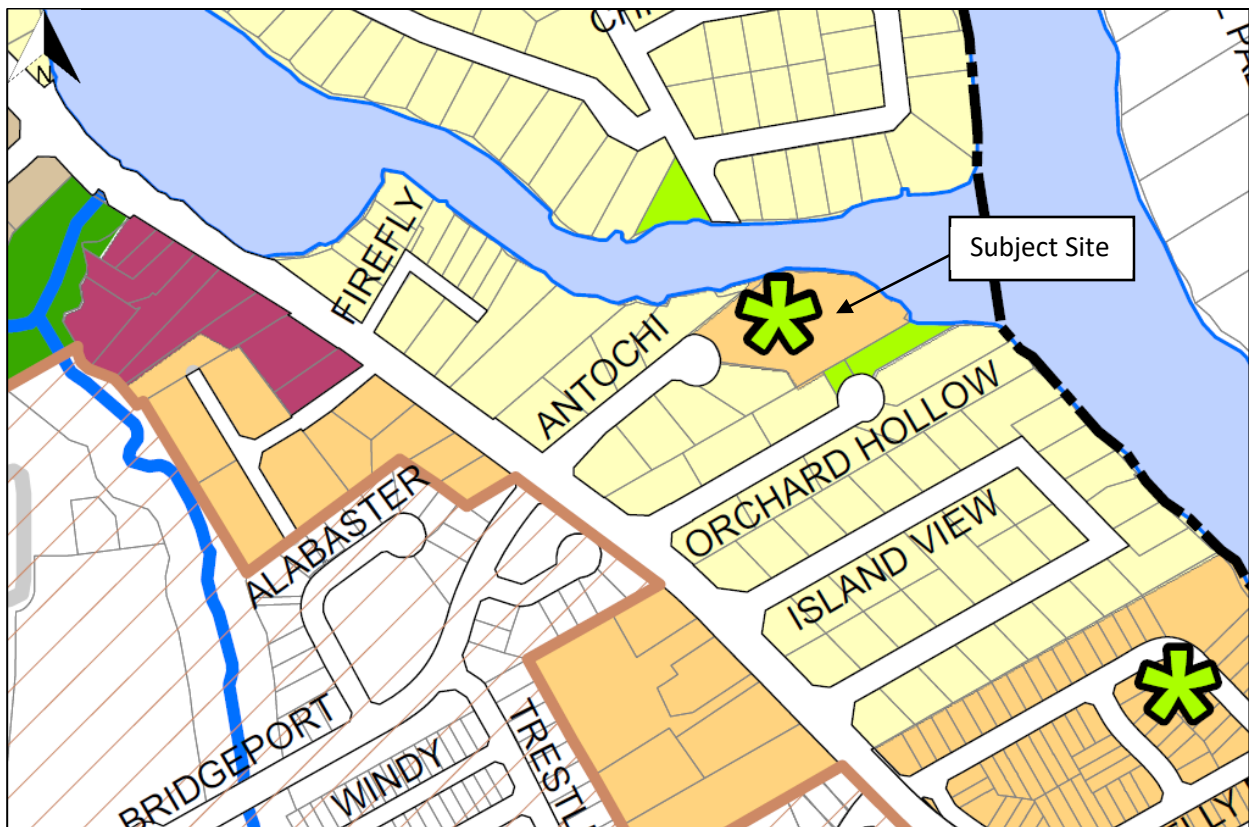 N
FIREFLY
Subject Site
ANTOCHI
ORCHARD HOLLOW
ISLAND VIEW
ALABASTER
BRIDGEPORT
WINDY